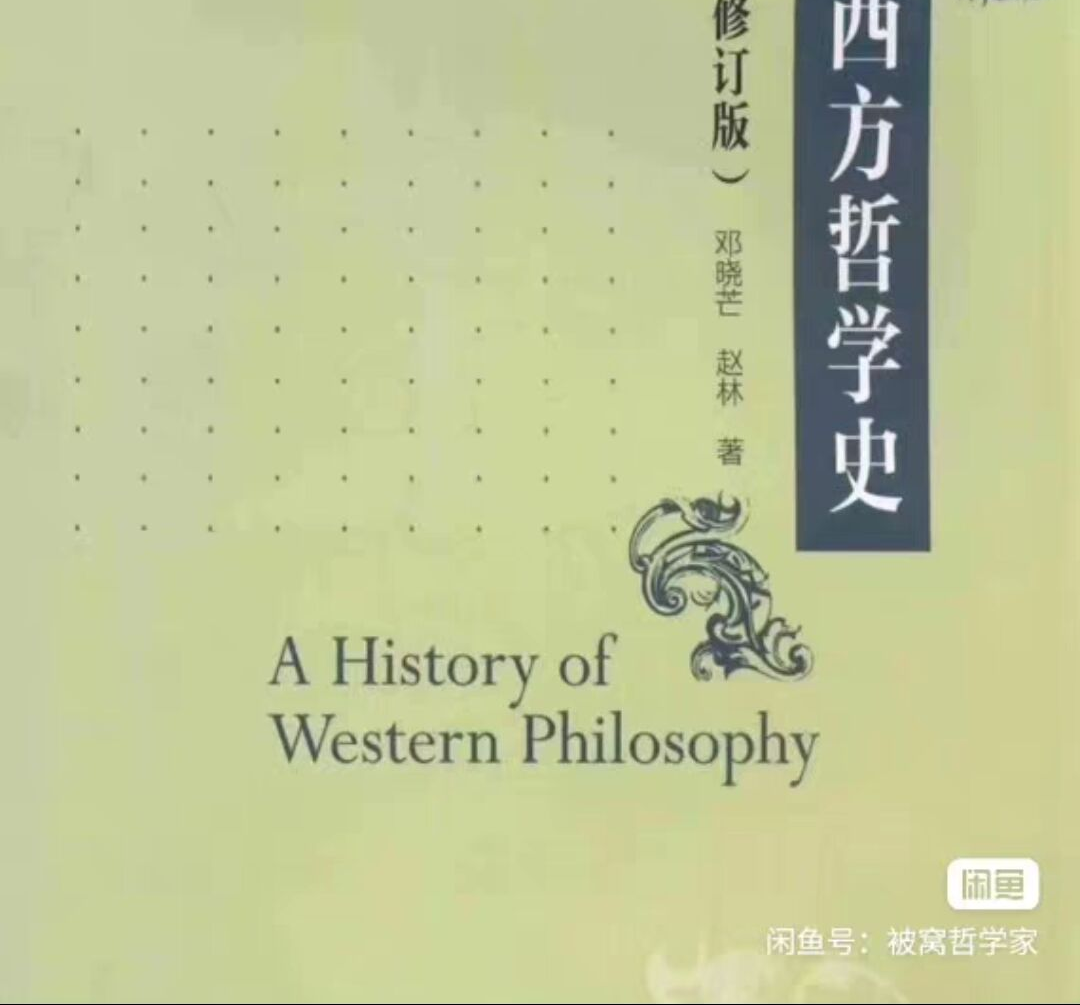 西方哲学史
修订版）
邓晓芒 赵林 著
A History of
Western Philosophy
闲鱼
闲鱼号：被窝哲学家